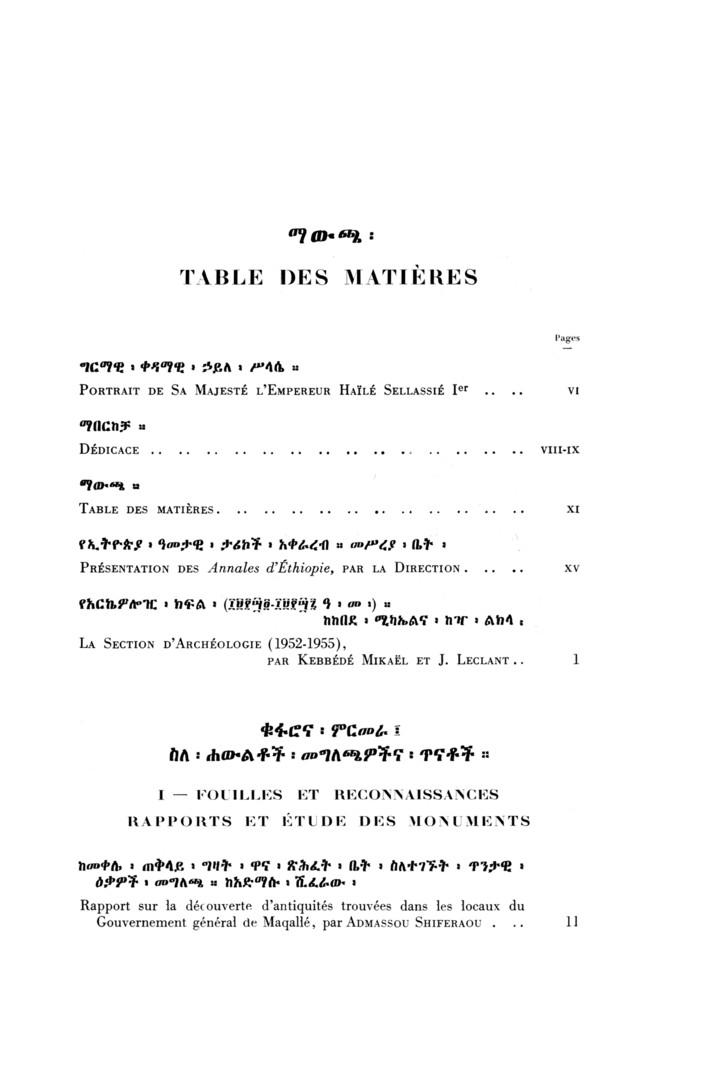 ማውጫ ፡
TABLE DES MATIÈRES
Pages
ግርማዊ ፡ ቀዳማዊ ፡ ኃይለ ፡ ሥላሴ ።
PORTRAIT DE SA MAJESTÉ L'EMPEREUR HAÏLÉ SELLASSIÉ Ier .. .. VI
ማበርከቻ ።
DÉDICACE .. .. .. .. .. .. .. .. .. .. .. .. .. .. VIII-IX
ማውጫ ።
TABLE DES MATIÈRES. .. .. .. .. .. .. .. .. .. .. .. XI
የኢትዮጵያ ፡ ዓመታዊ ፡ ታሪኮች ፡ አቀራረብ ። መሥሪያ ፡ ቤት ፡
PRÉSENTATION DES Annales d'Éthiopie, PAR LA DIRECTION. .. .. XV
የአርኬዎሎዢ ፡ ክፍል ፡ (፲፱፻፵፭-፲፱፻፵፯ ዓ ፡ መ ፡) ።
ከከበደ ፡ ሚካኤልና ፡ ከዣ ፡ ልክላ ፡
LA SECTION D'ARCHÉOLOGIE (1952-1955),
PAR KEBBÉDÉ MIKAËL ET J. LECLANT .. 1
ቁፋሮና ፡ ምርመራ ፤
ስለ ፡ ሐውልቶች ፡ መግለጫዎችና ፡ ጥናቶች ።
I — FOUILLES ET RECONNAISSANCES
RAPPORTS ET ÉTUDE DES MONUMENTS
ከመቀሌ ፡ ጠቅላይ ፡ ግዛት ፡ ዋና ፡ ጽሕፈት ፡ ቤት ፡ ስለተገኙት ፡ ጥንታዊ ፡
ዕቃዎች ፡ መግለጫ ። ከአድማሱ ፡ ሺፈራው ፡
Rapport sur la découverte d'antiquités trouvées dans les locaux du
Gouvernement général de Maqallé, par ADMASSOU SHIFERAOU . .. 11